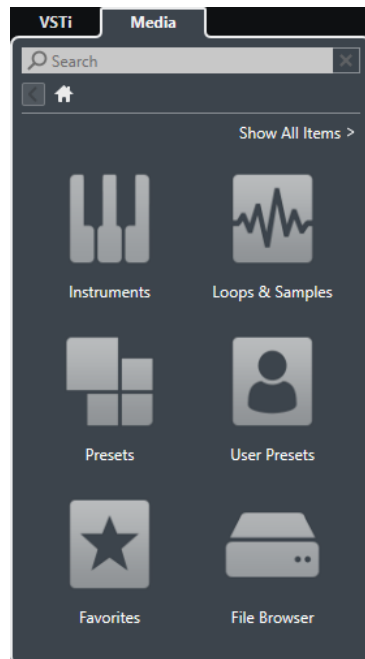 VSTi Media
Search
Show All Items >
Instruments Loops & Samples
Presets User Presets
Favorites File Browser